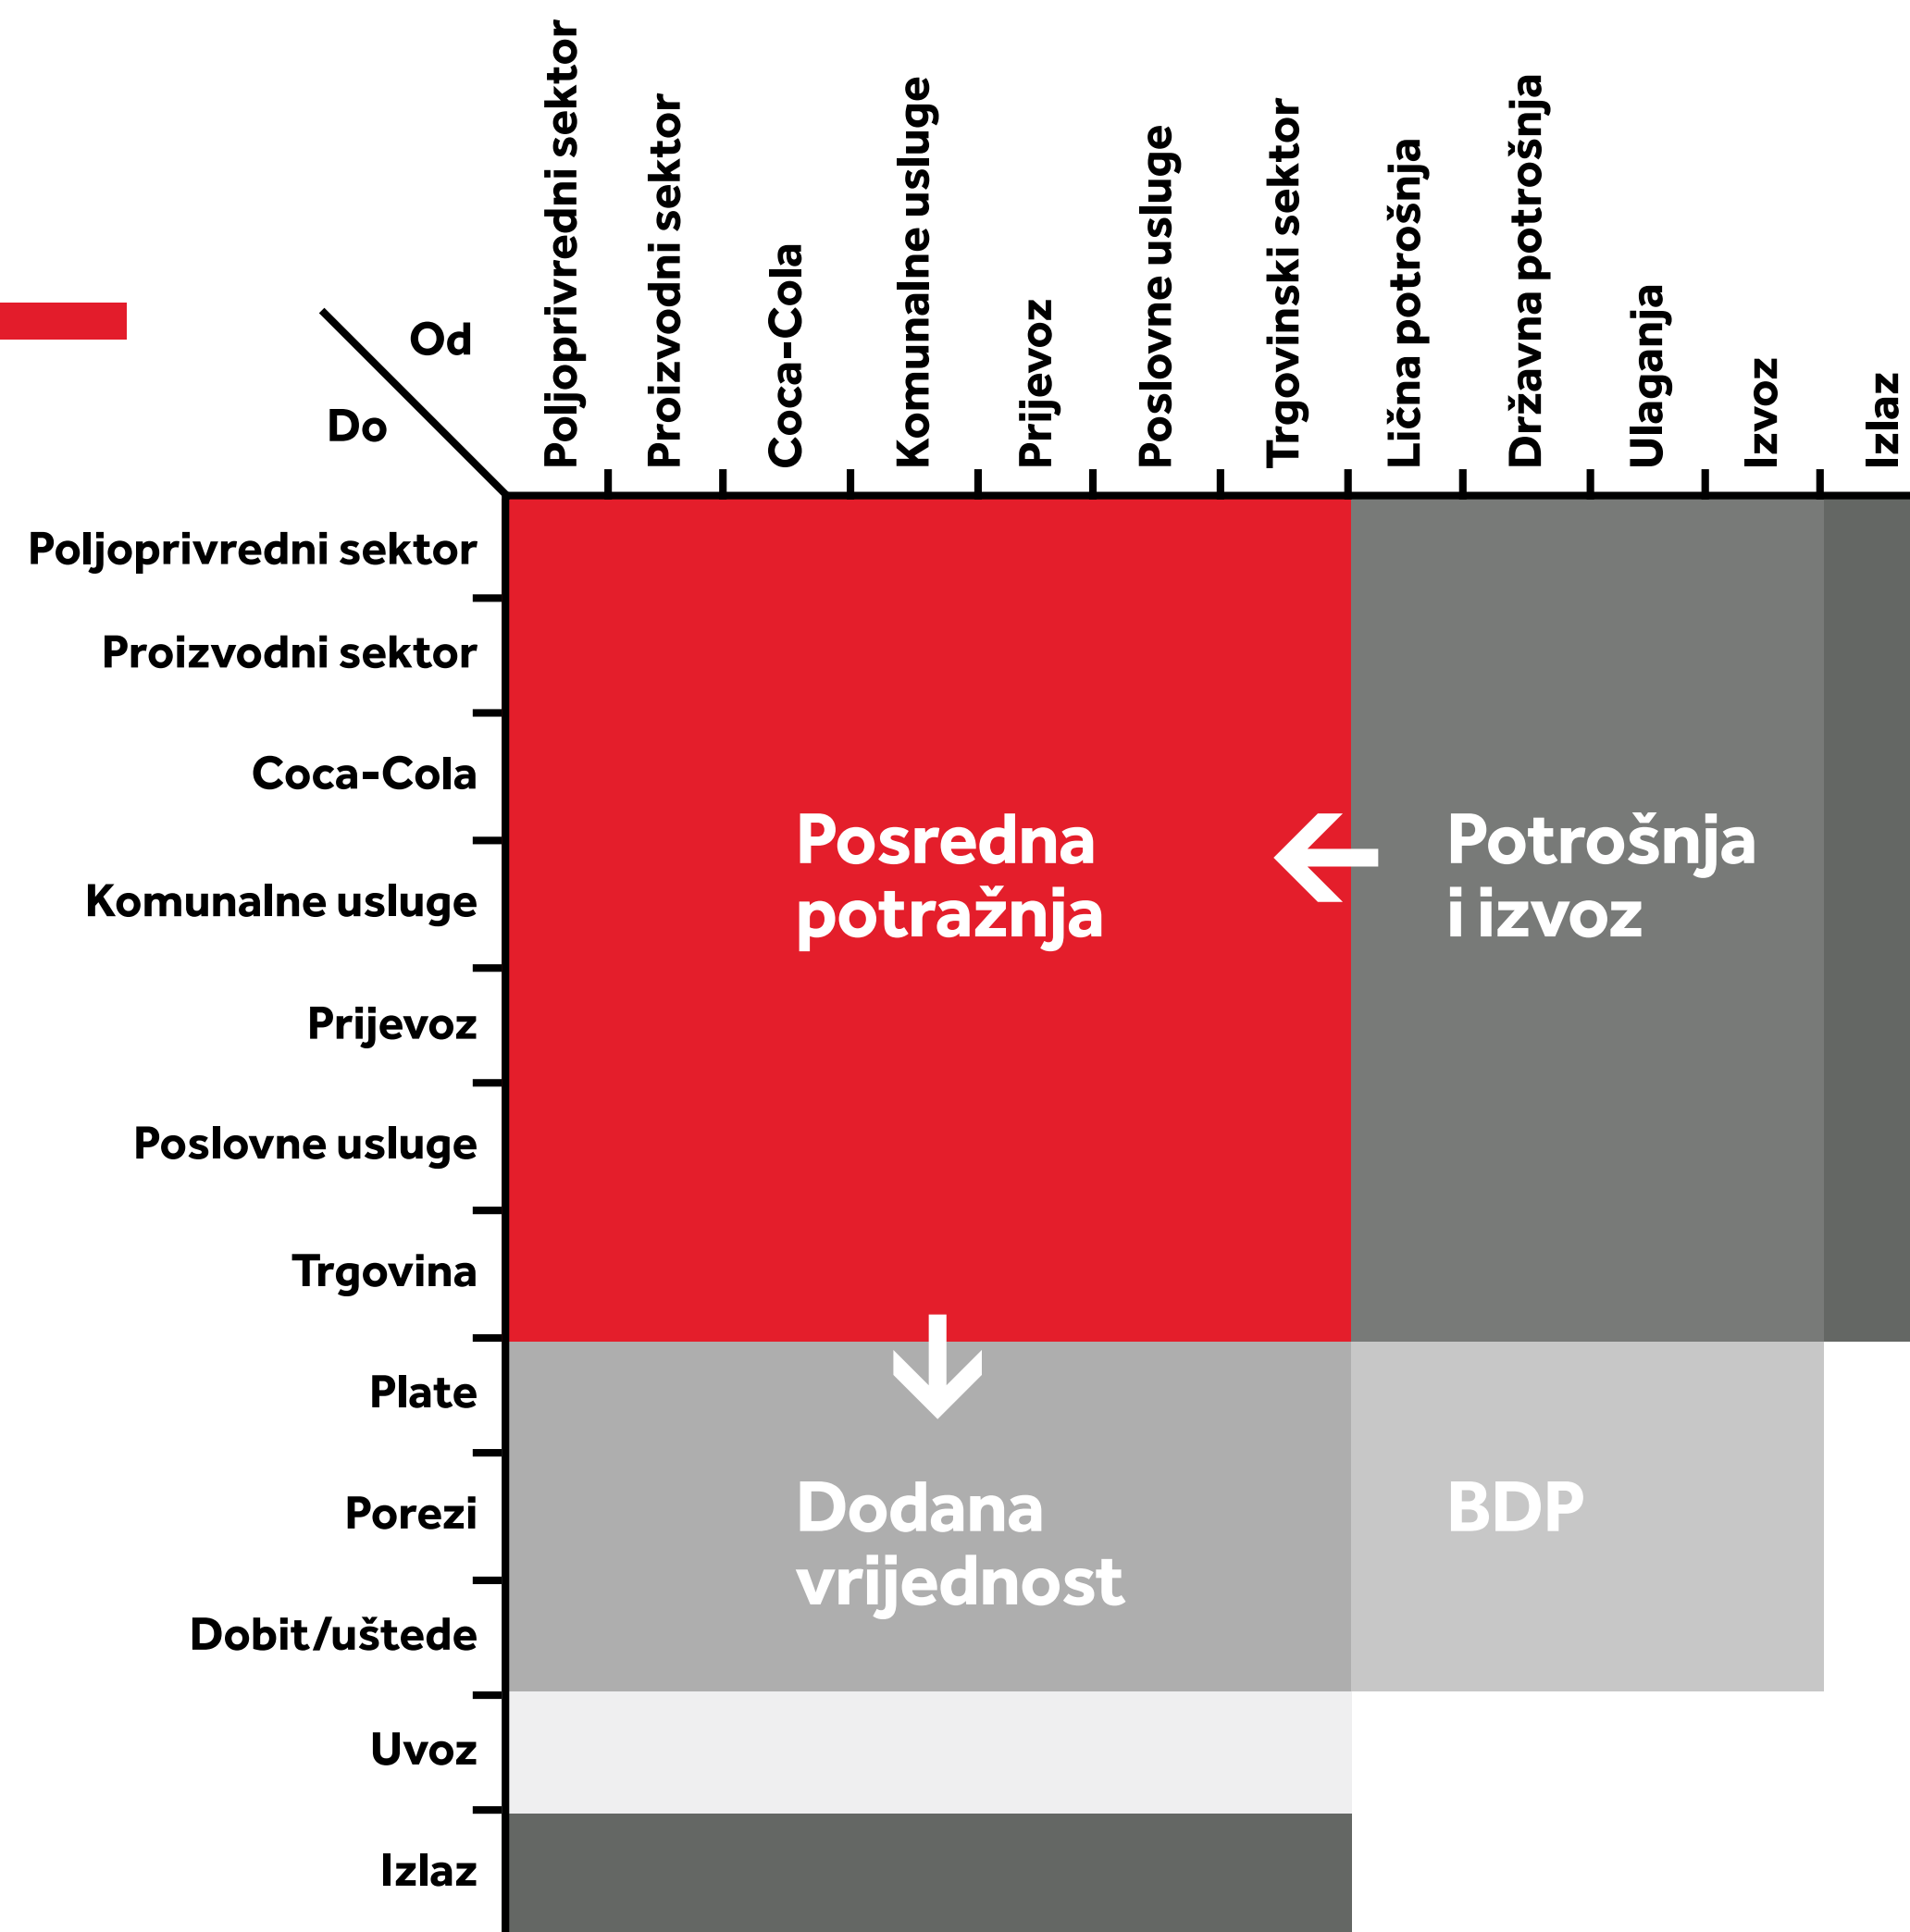 Poljoprivredni sektor
Proizvodni sektor
Coca-Cola
Komunalne usluge
Prijevoz
Poslovne usluge
Trgovinski sektor
Lična potrošnja
Državna potrošnja
Ulaganja
Izvoz
Izlaz
Od
Do
Poljoprivredni sektor
Proizvodni sektor
Coca-Cola
Komunalne usluge
Prijevoz
Poslovne usluge
Trgovina
Plate
Porezi
Dobit/uštede
Uvoz
Izlaz
Posredna
potražnja
Potrošnja
i izvoz
Dodana
vrijednost
BDP